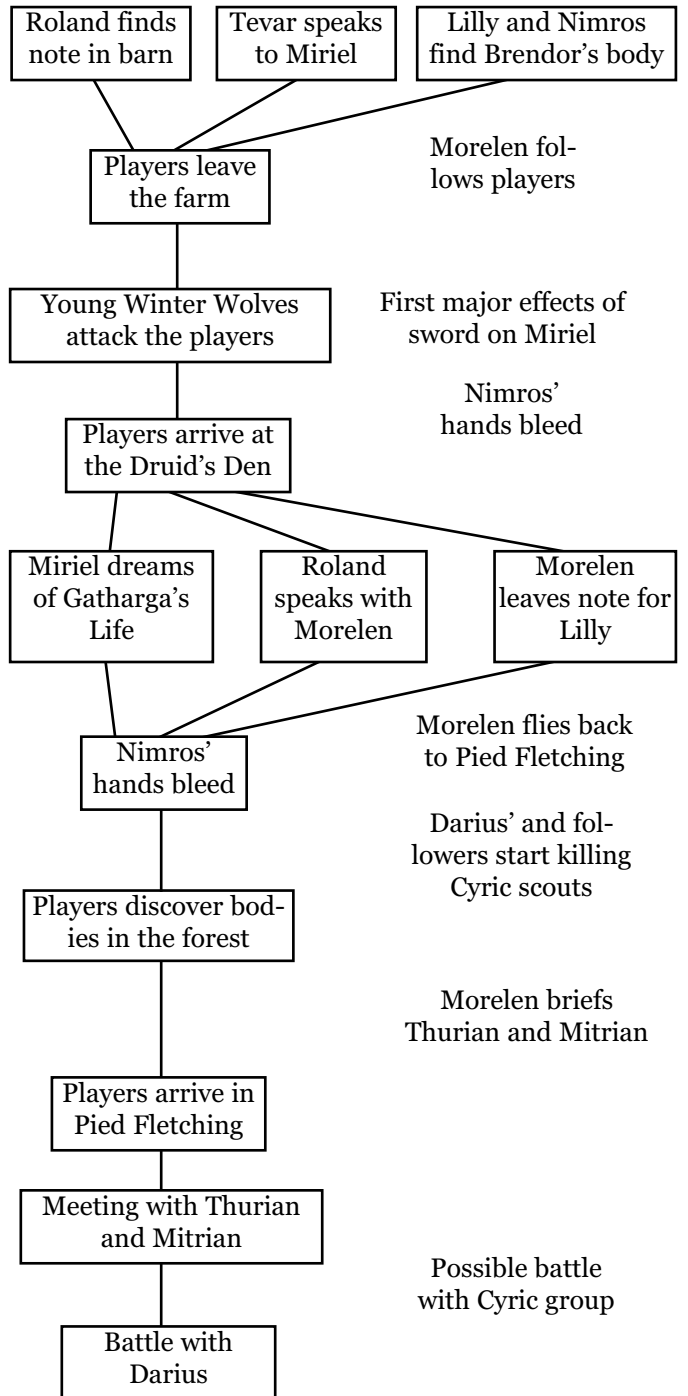 Roland finds
note in barn
Tevar speaks
to Miriel
Lilly and Nimros
find Brendor's body
Players leave
the farm
Morelen fol-
lows players
Young Winter Wolves
attack the players
First major effects of
sword on Miriel
Nimros'
hands bleed
Players arrive at
the Druid's Den
Miriel dreams
of Gatharga's
Life
Roland
speaks with
Morelen
Morelen
leaves note for
Lilly
Nimros'
hands bleed
Morelen flies back
to Pied Fletching
Darius' and fol-
lowers start killing
Cyric scouts
Players discover bod-
ies in the forest
Morelen briefs
Thurian and Mitrian
Players arrive in
Pied Fletching
Meeting with Thurian
and Mitrian
Possible battle
with Cyric group
Battle with
Darius